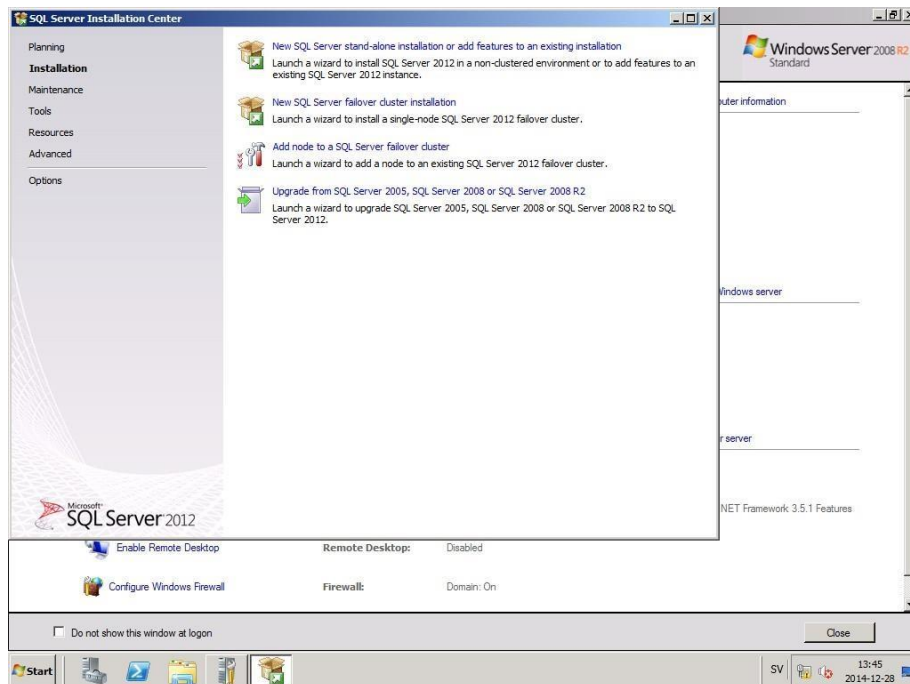 SQL Server Installation Center
Planning
Installation
Maintenance
Tools
Resources
Advanced
Options
New SQL Server stand-alone installation or add features to an existing installation
Launch a wizard to install SQL Server 2012 in a non-clustered environment or to add features to an
existing SQL Server 2012 instance.
New SQL Server failover cluster installation
Launch a wizard to install a single-node SQL Server 2012 failover cluster.
Add node to a SQL Server failover cluster
Launch a wizard to add a node to an existing SQL Server 2012 failover cluster.
Upgrade from SQL Server 2005, SQL Server 2008 or SQL Server 2008 R2
Launch a wizard to upgrade SQL Server 2005, SQL Server 2008 or SQL Server 2008 R2 to SQL
Server 2012.
Microsoft
SQL Server 2012
Windows Server 2008 R2
Standard
puter information
Windows server
r server
NET Framework 3.5.1 Features
Enable Remote Desktop
Remote Desktop: Disabled
Configure Windows Firewall
Firewall: Domain: On
Do not show this window at logon
Close
Start
SV
13:45
2014-12-28